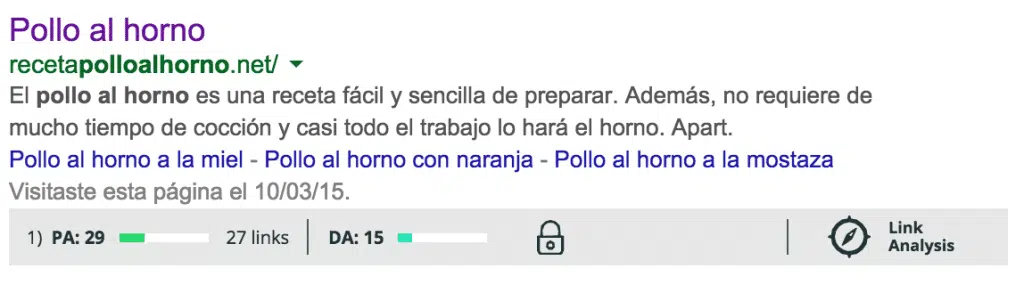 Pollo al horno
recetapolloalhorno.net/
El pollo al horno es una receta fácil y sencilla de preparar. Además, no requiere de
mucho tiempo de cocción y casi todo el trabajo lo hará el horno. Apart.
Pollo al horno a la miel - Pollo al horno con naranja - Pollo al horno a la mostaza
Visitaste esta página el 10/03/15.
1) PA: 29 27 links DA: 15 Link
Analysis